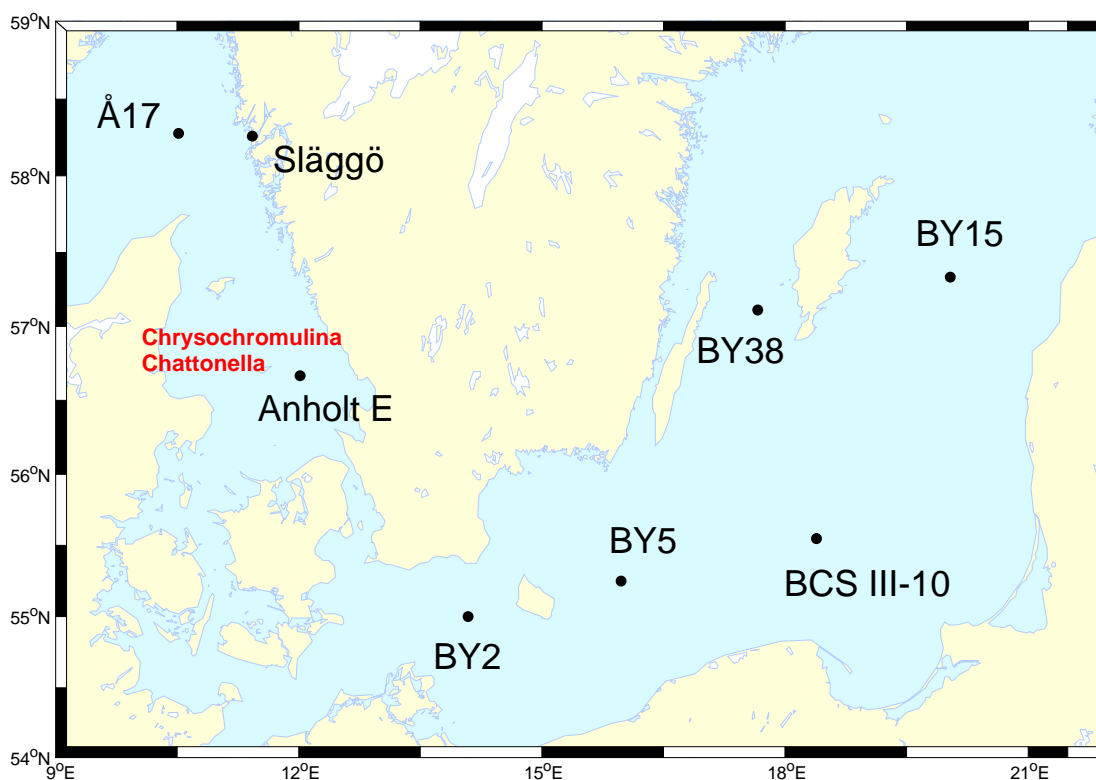 59°N
Å17
Släggö
58°N
BY15
57°N
Chrysochromulina
Chattonella
BY38
Anholt E
56°N
BY5
BCS III-10
55°N
BY2
54°N
9°E
12°E
15°E
18°E
21°E